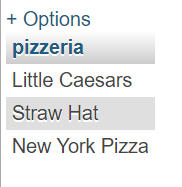 + Options
pizzeria
Little Caesars
Straw Hat
New York Pizza